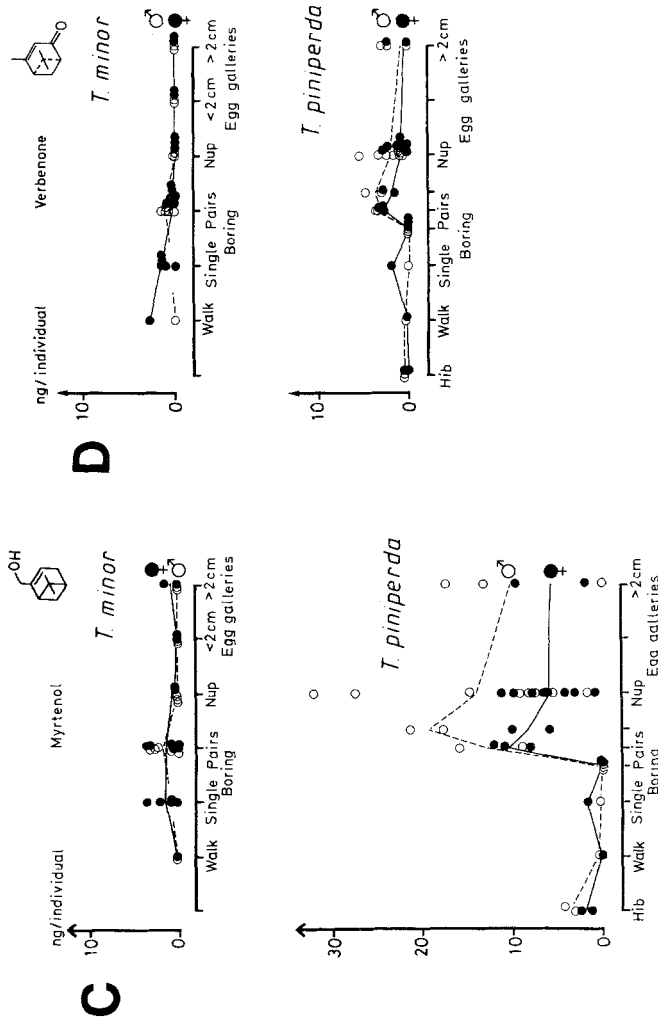 C
ng/individual
Myrtenol
OH
T. minor
♀
♂
10
0
Walk Single Pairs Nup <2cm >2cm
Boring Egg galleries
T. piniperda
♂
♀
30
20
10
0
Hib Walk Single Pairs Nup >2cm
Boring Egg galleries
D
ng/individual
Verbenone
O
T. minor
♂
♀
10
0
Walk Single Pairs Nup <2cm >2cm
Boring Egg galleries
T. piniperda
♂
♀
10
0
Hib Walk Single Pairs Nup >2cm
Boring Egg galleries